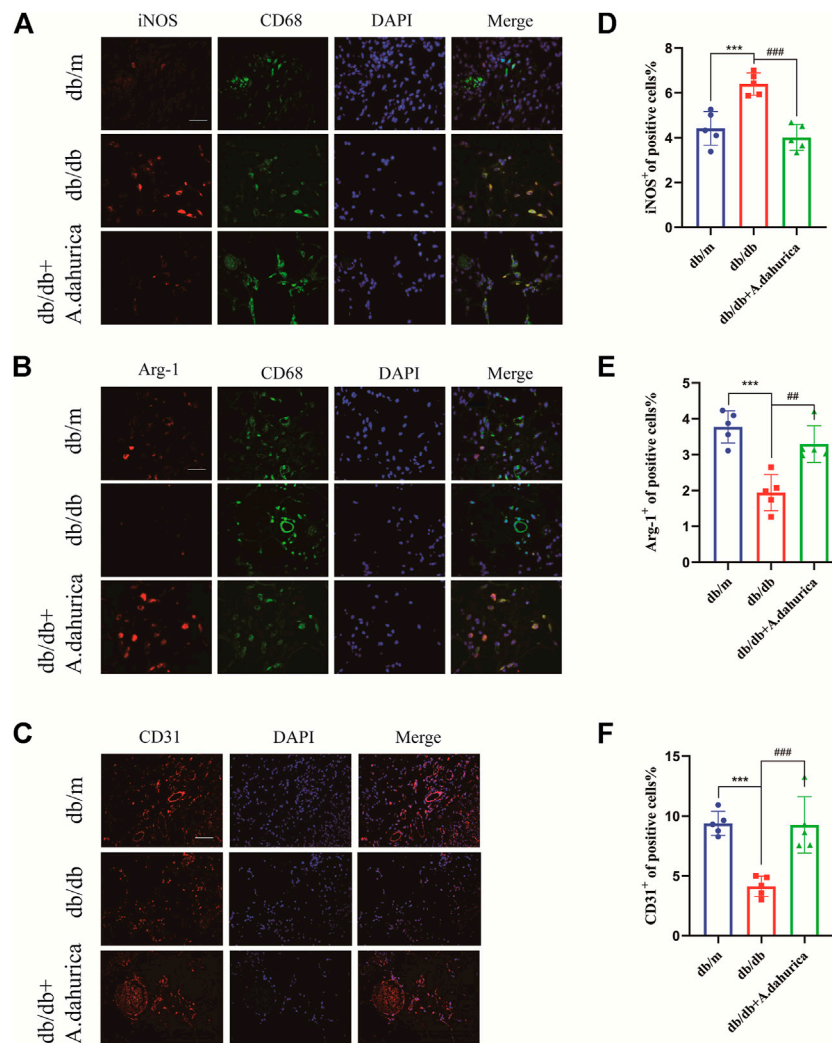 A
iNOS CD68 DAPI Merge
db/m
db/db
db/db+
A.dahurica
B
Arg-1 CD68 DAPI Merge
db/m
db/db
db/db+
A.dahurica
C
CD31 DAPI Merge
db/m
db/db
db/db+
A.dahurica
D
iNOS⁺ of positive cells%
8
6
4
2
0
*** ###
db/m db/db db/db+A.dahurica
E
Arg-1⁺ of positive cells%
5
4
3
2
1
0
*** ##
db/m db/db db/db+A.dahurica
F
CD31⁺ of positive cells%
15
10
5
0
*** ###
db/m db/db db/db+A.dahurica